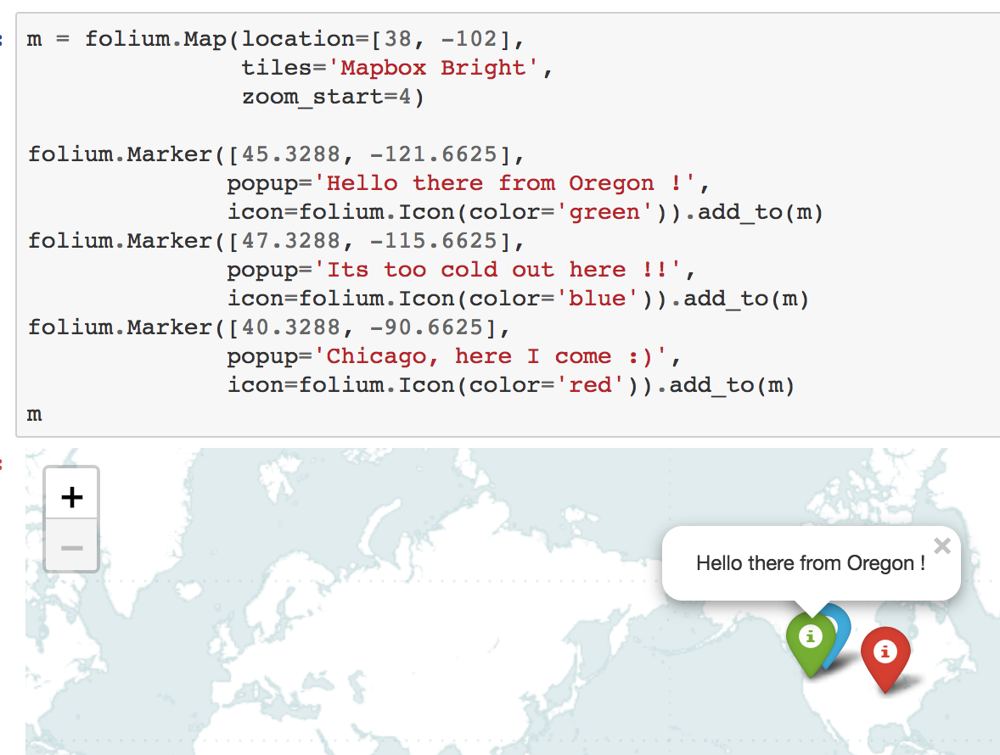 m = folium.Map(location=[38, -102],
tiles='Mapbox Bright',
zoom_start=4)
folium.Marker([45.3288, -121.6625],
popup='Hello there from Oregon !',
icon=folium.Icon(color='green')).add_to(m)
folium.Marker([47.3288, -115.6625],
popup='Its too cold out here !!',
icon=folium.Icon(color='blue')).add_to(m)
folium.Marker([40.3288, -90.6625],
popup='Chicago, here I come :)',
icon=folium.Icon(color='red')).add_to(m)
m
+
−
Hello there from Oregon !
×
i
i